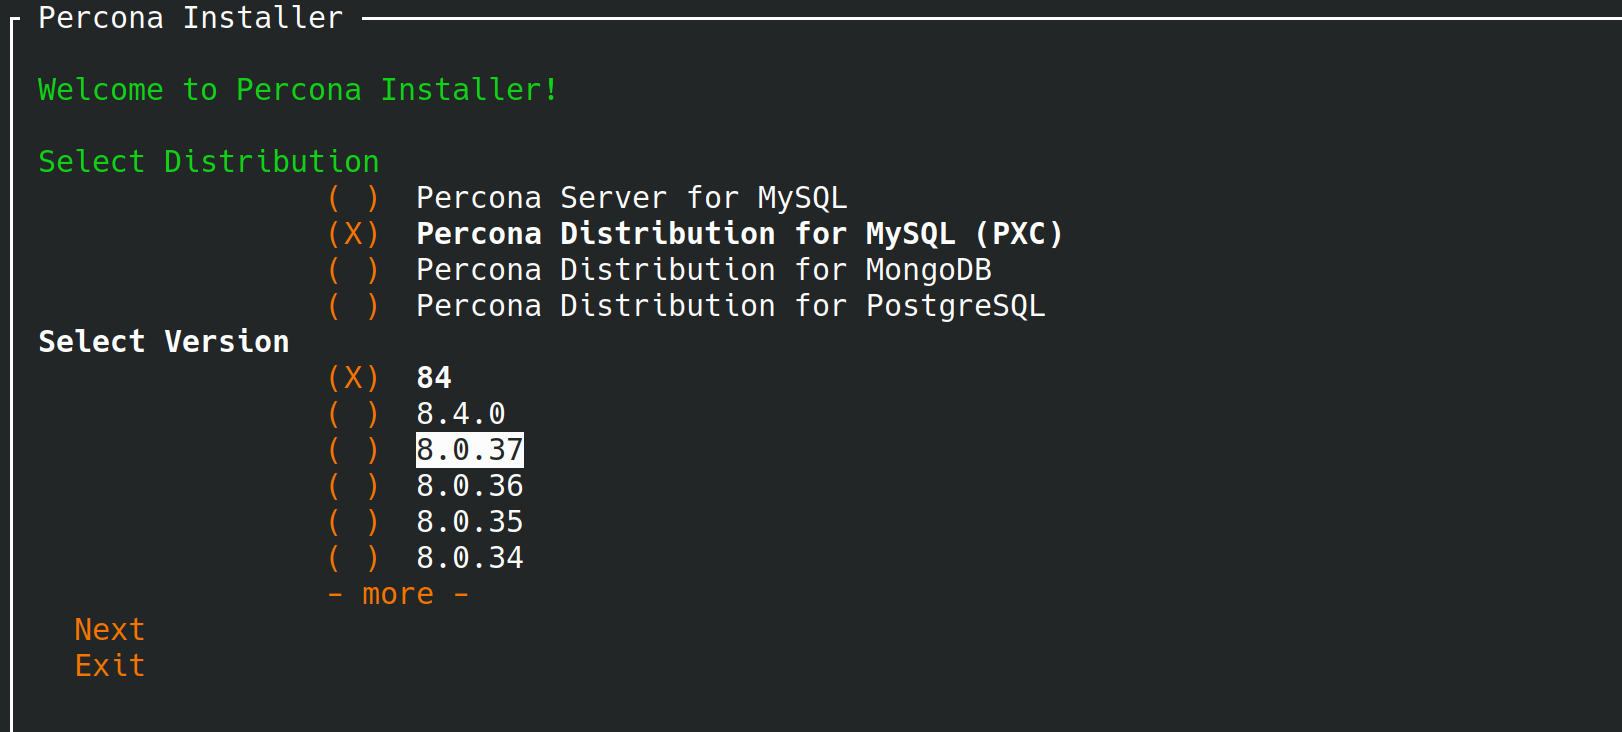 Percona Installer
Welcome to Percona Installer!
Select Distribution
( ) Percona Server for MySQL
(X) Percona Distribution for MySQL (PXC)
( ) Percona Distribution for MongoDB
( ) Percona Distribution for PostgreSQL
Select Version
(X) 84
( ) 8.4.0
( ) 8.0.37
( ) 8.0.36
( ) 8.0.35
( ) 8.0.34
- more -
Next
Exit